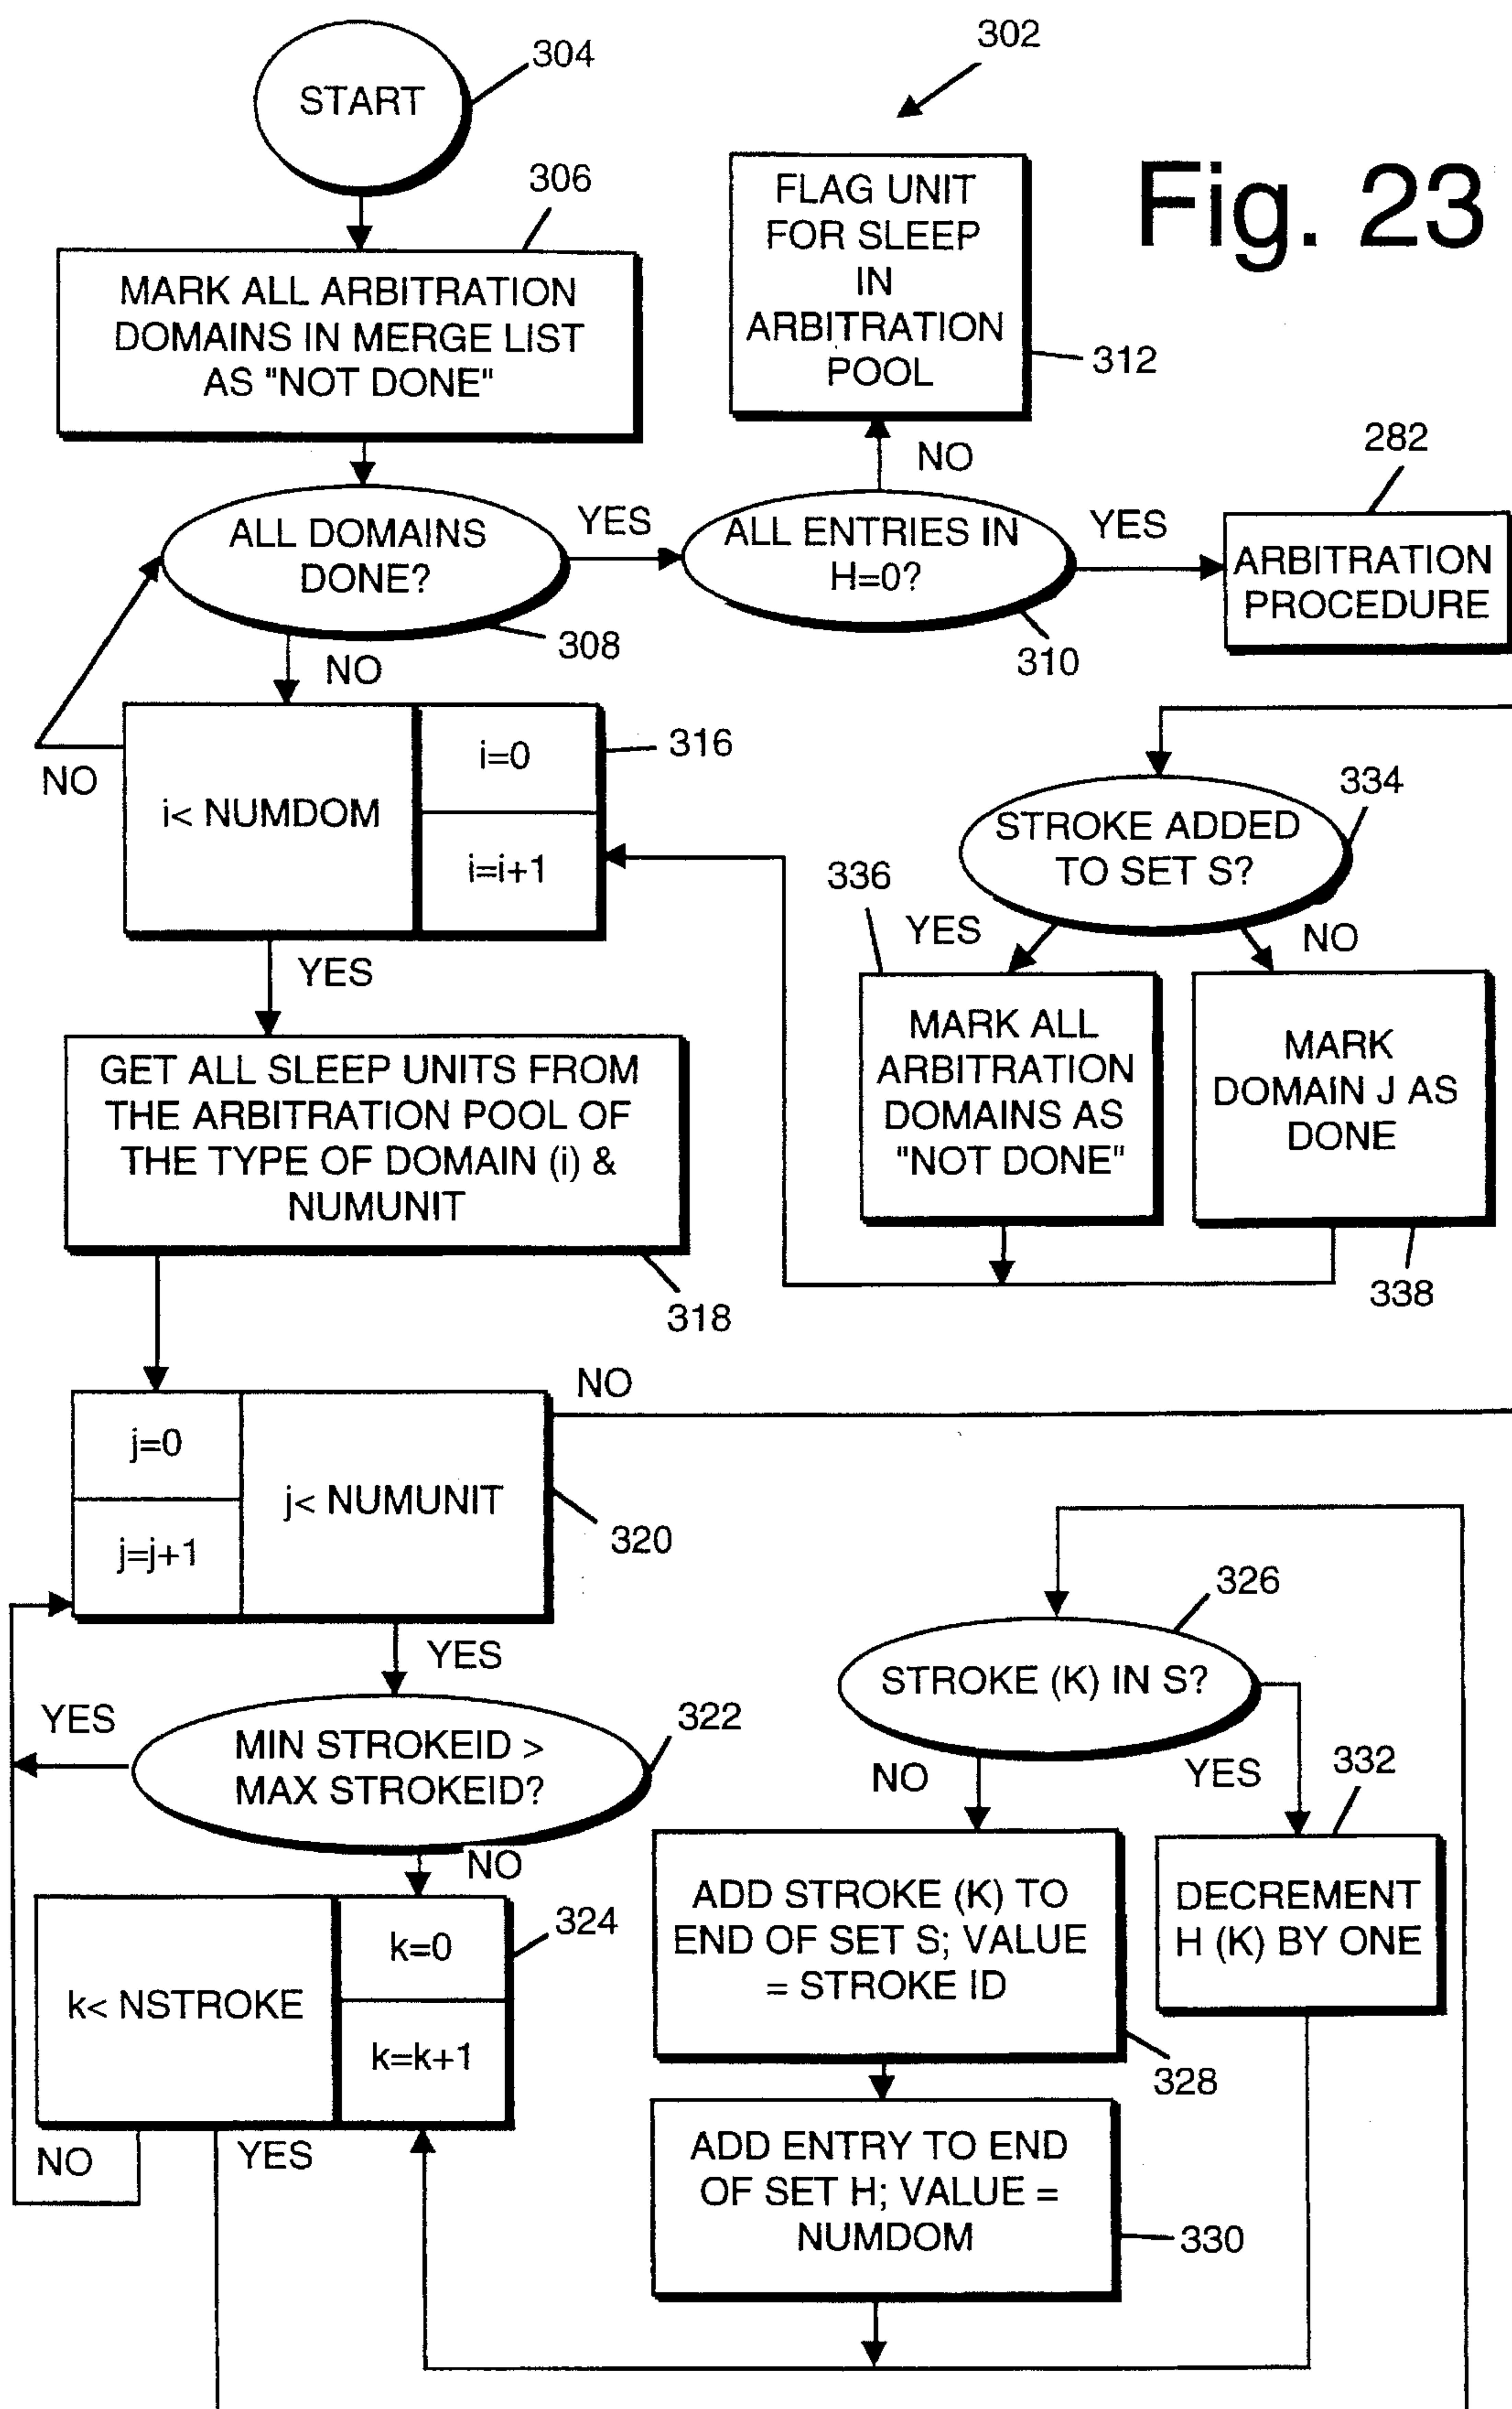 304
302
START
Fig. 23
306
FLAG UNIT
FOR SLEEP
IN
ARBITRATION
POOL
312
MARK ALL ARBITRATION
DOMAINS IN MERGE LIST
AS "NOT DONE"
NO
282
ALL DOMAINS
DONE?
YES
ALL ENTRIES IN
H=0?
YES
ARBITRATION
PROCEDURE
308
310
NO
NO
i< NUMDOM
i=0
i=i+1
316
334
STROKE ADDED
TO SET S?
336
YES
NO
YES
GET ALL SLEEP UNITS FROM
THE ARBITRATION POOL OF
THE TYPE OF DOMAIN (i) &
NUMUNIT
318
MARK ALL
ARBITRATION
DOMAINS AS
"NOT DONE"
MARK
DOMAIN J AS
DONE
338
NO
j=0
j=j+1
j< NUMUNIT
320
YES
326
STROKE (K) IN S?
YES
MIN STROKEID >
MAX STROKEID?
322
NO
NO
YES
332
k< NSTROKE
k=0
k=k+1
324
ADD STROKE (K) TO
END OF SET S; VALUE
= STROKE ID
328
DECREMENT
H (K) BY ONE
NO
YES
ADD ENTRY TO END
OF SET H; VALUE =
NUMDOM
330